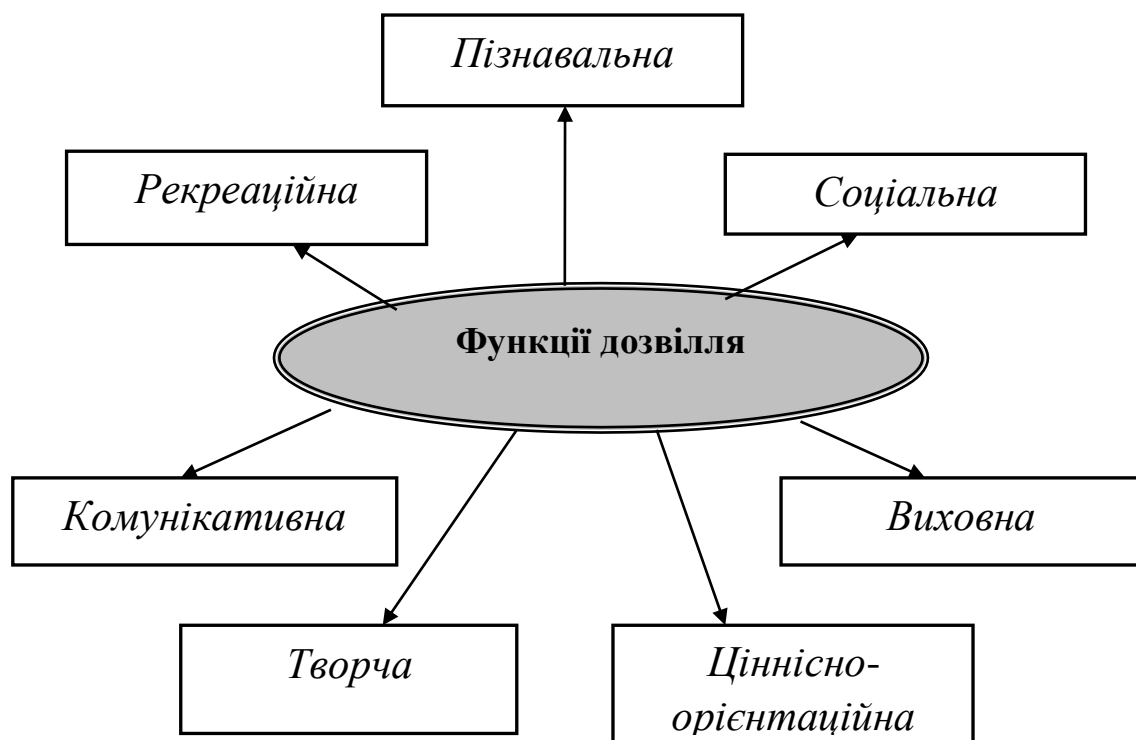 Пізнавальна
Рекреаційна
Соціальна
Функції дозвілля
Комунікативна
Виховна
Творча
Ціннісно-
орієнтаційна